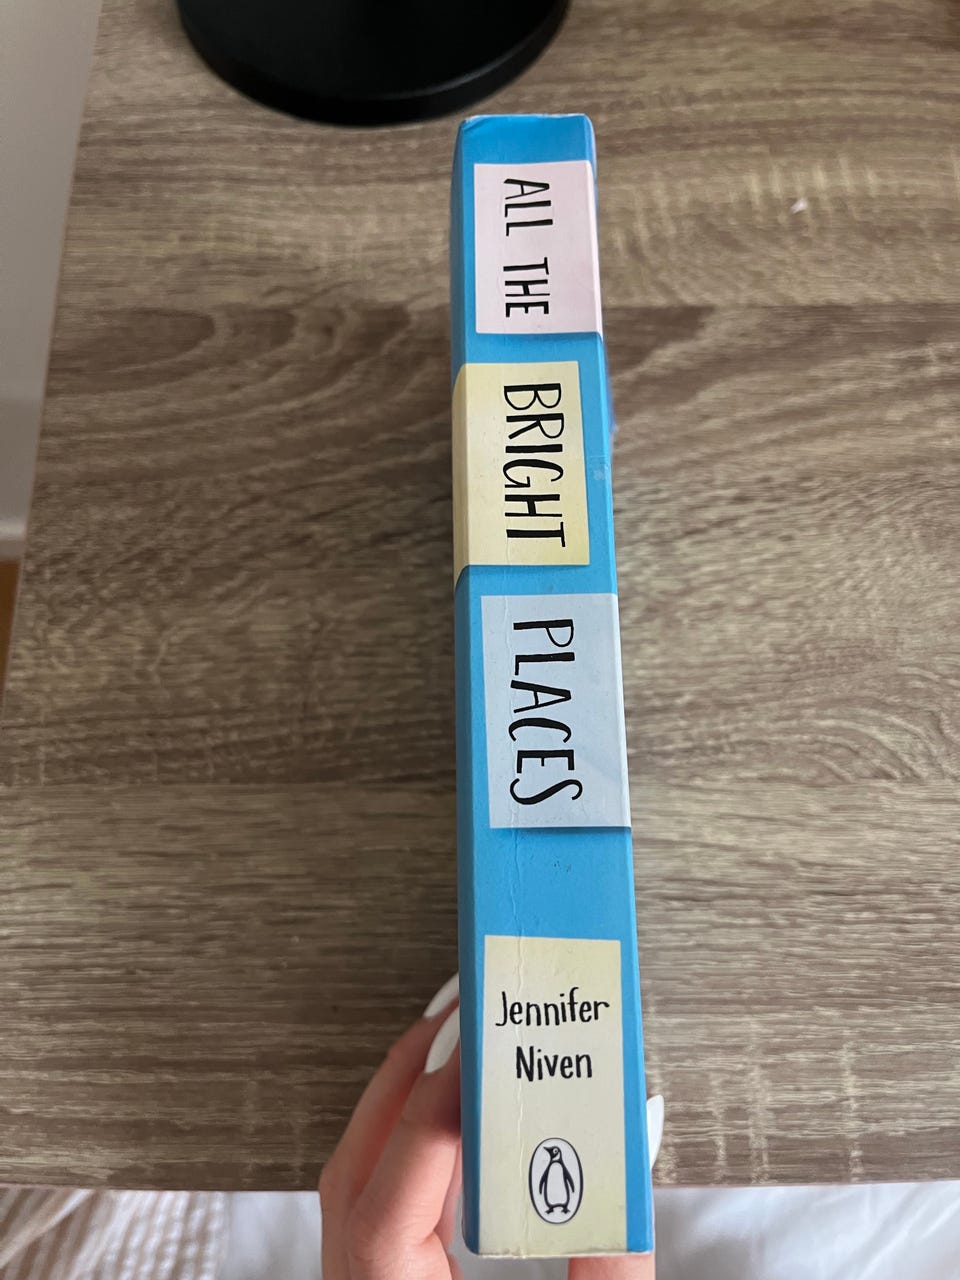 ALL THE
BRIGHT
PLACES
Jennifer
Niven